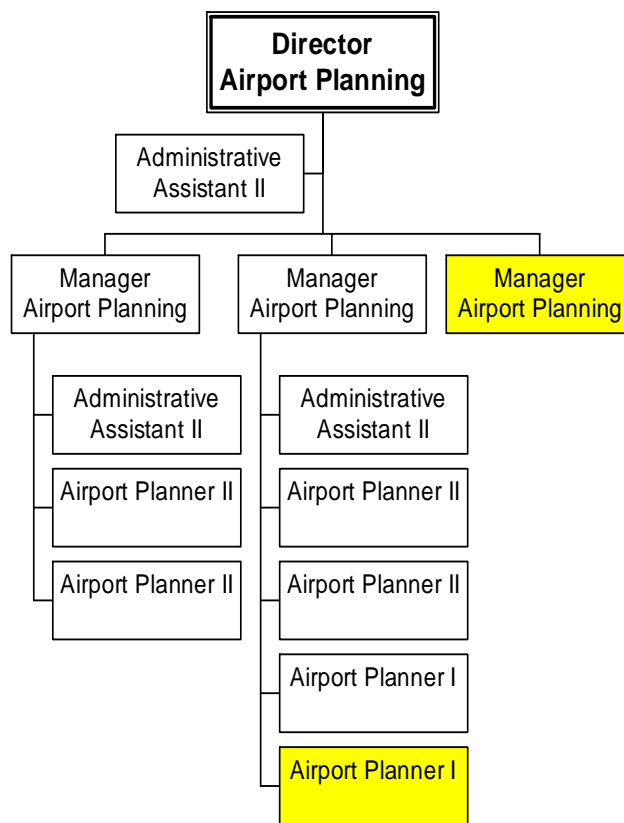 Director
Airport Planning
Administrative
Assistant II
Manager
Airport Planning
Manager
Airport Planning
Manager
Airport Planning
Administrative
Assistant II
Airport Planner II
Airport Planner II
Administrative
Assistant II
Airport Planner II
Airport Planner II
Airport Planner I
Airport Planner I